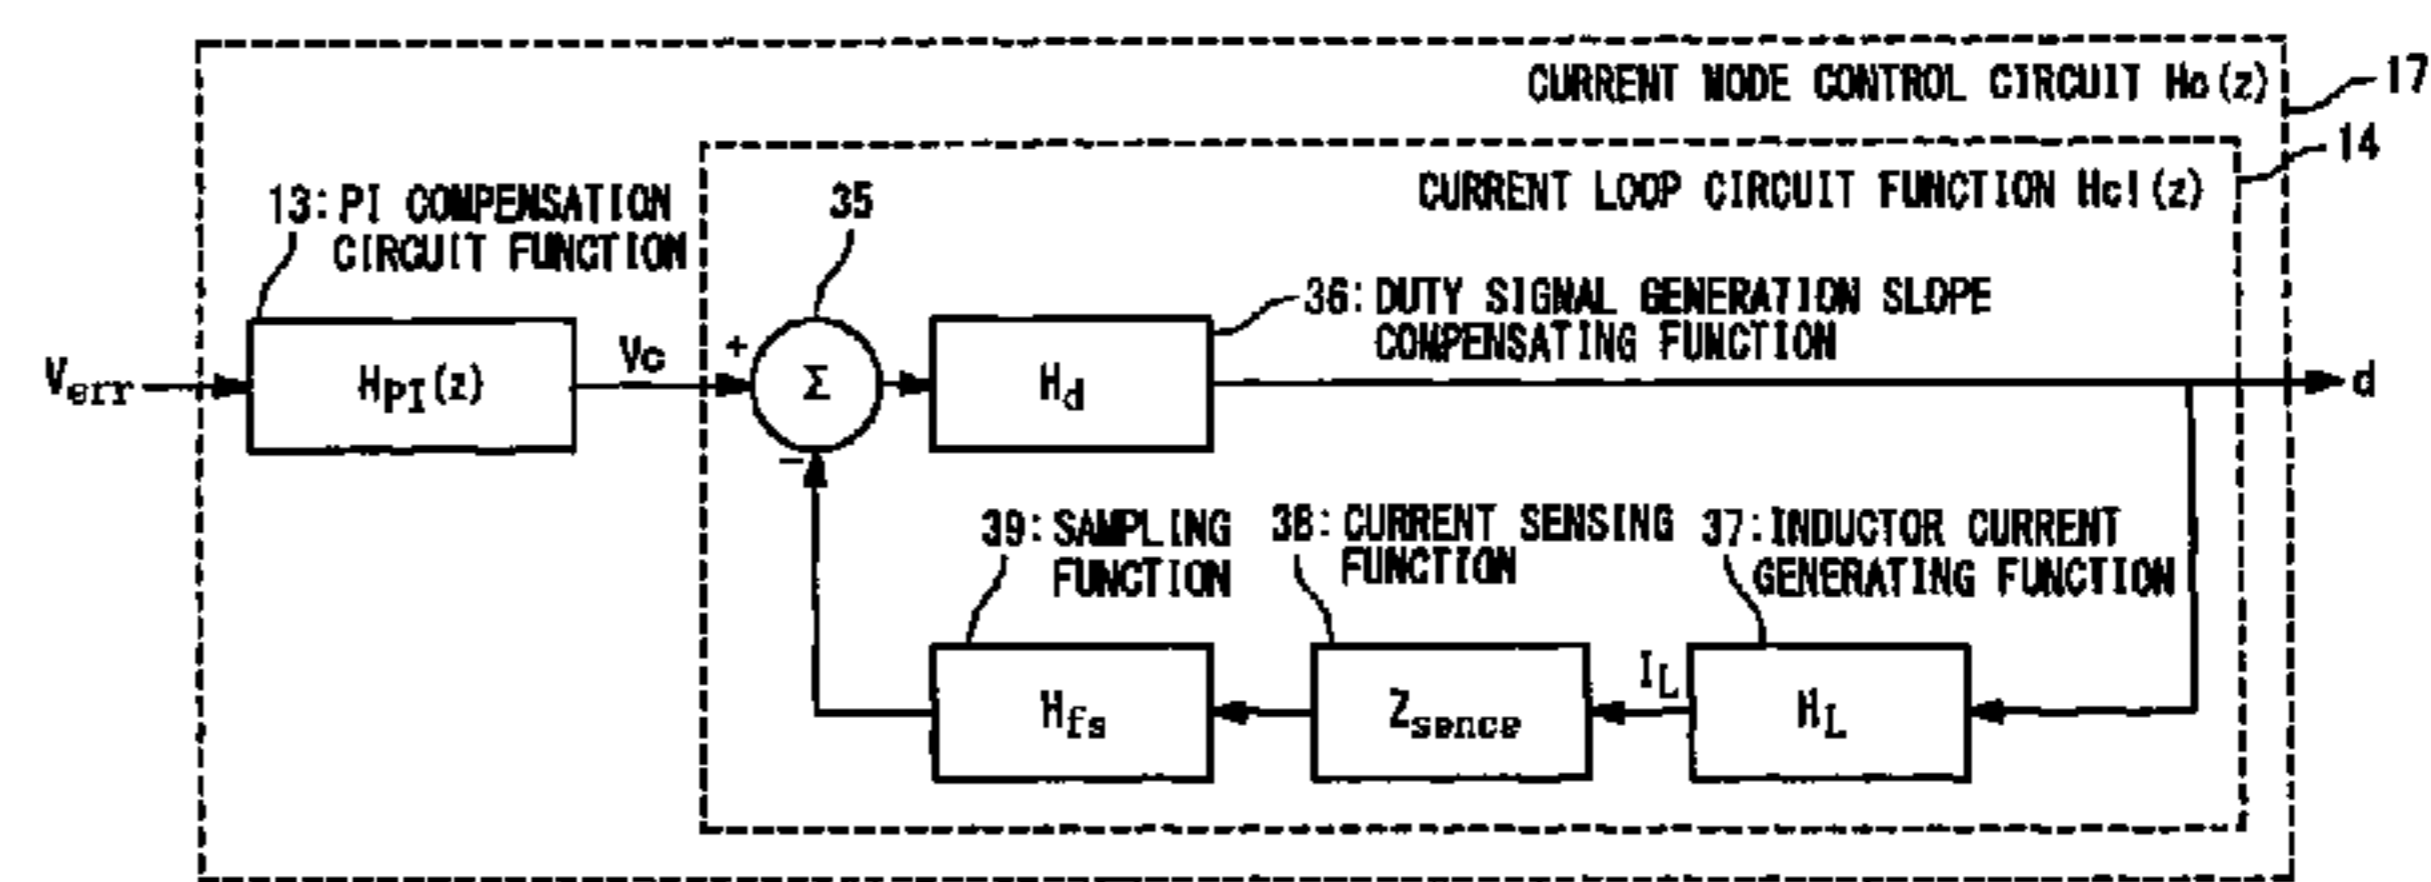 CURRENT MODE CONTROL CIRCUIT Hc(z)
17
14
CURRENT LOOP CIRCUIT FUNCTION Hcl(z)
13: PI COMPENSATION
CIRCUIT FUNCTION
35
36: DUTY SIGNAL GENERATION SLOPE
COMPENSATING FUNCTION
Verr
HPI(z)
Vc
+
Σ
Hd
d
−
39: SAMPLING
FUNCTION
38: CURRENT SENSING
FUNCTION
37: INDUCTOR CURRENT
GENERATING FUNCTION
Hfs
Zsence
IL
HL